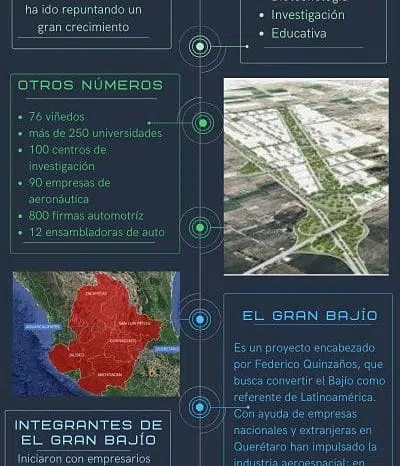 ha ido repuntando un
gran crecimiento
• Investigación
• Educativa
OTROS NÚMEROS
• 76 viñedos
• más de 250 universidades
• 100 centros de
investigación
• 90 empresas de
aeronáutica
• 800 firmas automotríz
• 12 ensambladoras de auto
ZACATECAS
AGUASCALIENTES
SAN LUIS POTOSI
GUANAJUATO
QUERETARO
JALISCO
MICHOACAN
EL GRAN BAJÍO
Es un proyecto encabezado
por Federico Quinzaños, que
busca convertir el Bajío como
referente de Latinoamérica.
Con ayuda de empresas
nacionales y extranjeras en
Querétaro han impulsado la
industria aeroespacial; en
INTEGRANTES DE
EL GRAN BAJÍO
Iniciaron con empresarios